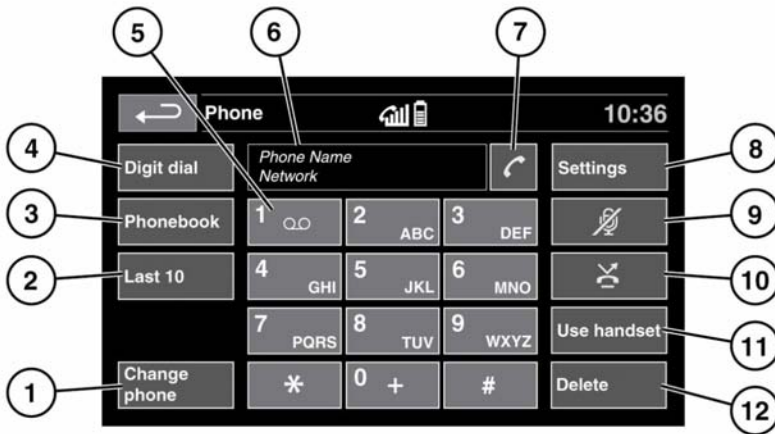 5 6 7
Phone 10:36
4 Digit dial Phone Name Settings 8
Network
3 Phonebook 1 2 ABC 3 DEF 9
2 Last 10 4 GHI 5 JKL 6 MNO 10
7 PQRS 8 TUV 9 WXYZ Use handset 11
1 Change * 0 + # Delete 12
phone